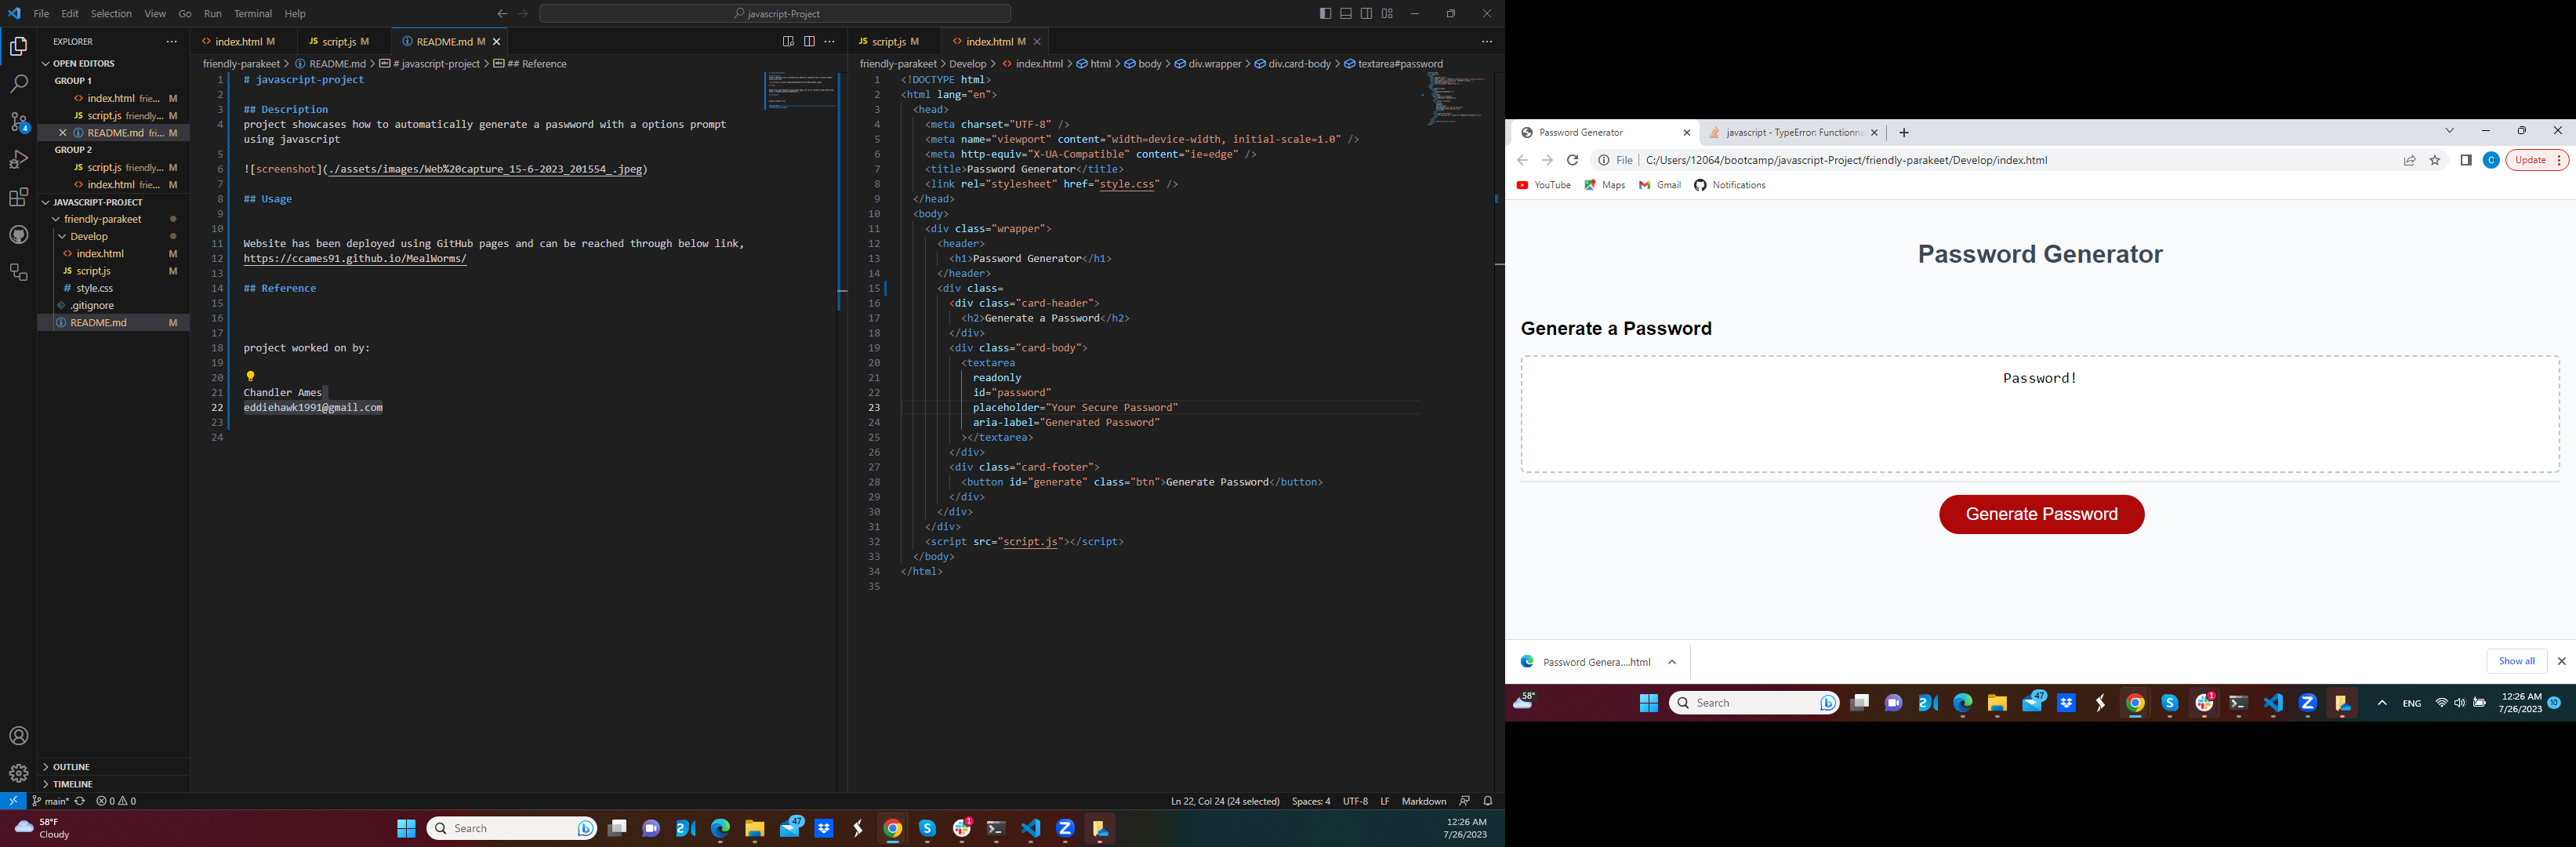 File Edit Selection View Go Run Terminal Help
javascript-Project
EXPLORER
OPEN EDITORS
GROUP 1
index.html frie... M
script.js friendly... M
README.md fri... M
GROUP 2
script.js friendly... M
index.html frie... M
JAVASCRIPT-PROJECT
friendly-parakeet
Develop
index.html M
script.js M
style.css
.gitignore
README.md M
OUTLINE
TIMELINE
index.html M script.js M README.md M
friendly-parakeet > README.md > # javascript-project > ## Reference
1 # javascript-project
2
3 ## Description
4 project showcases how to automatically generate a paswword with a options prompt
using javascript
5
6 ![screenshot](./assets/images/Web%20capture_15-6-2023_201554_.jpeg)
7
8 ## Usage
9
10
11 Website has been deployed using GitHub pages and can be reached through below link,
12 https://ccames91.github.io/MealWorms/
13
14 ## Reference
15
16
17
18 project worked on by:
19
20
21 Chandler Ames
22 eddiehawk1991@gmail.com
23
24
script.js M index.html M
friendly-parakeet > Develop > index.html > html > body > div.wrapper > div.card-body > textarea#password
1 <!DOCTYPE html>
2 <html lang="en">
3 <head>
4 <meta charset="UTF-8" />
5 <meta name="viewport" content="width=device-width, initial-scale=1.0" />
6 <meta http-equiv="X-UA-Compatible" content="ie=edge" />
7 <title>Password Generator</title>
8 <link rel="stylesheet" href="style.css" />
9 </head>
10 <body>
11 <div class="wrapper">
12 <header>
13 <h1>Password Generator</h1>
14 </header>
15 <div class=
16 <div class="card-header">
17 <h2>Generate a Password</h2>
18 </div>
19 <div class="card-body">
20 <textarea
21 readonly
22 id="password"
23 placeholder="Your Secure Password"
24 aria-label="Generated Password"
25 ></textarea>
26 </div>
27 <div class="card-footer">
28 <button id="generate" class="btn">Generate Password</button>
29 </div>
30 </div>
31 </div>
32 <script src="script.js"></script>
33 </body>
34 </html>
35
main* 0 0
Ln 22, Col 24 (24 selected) Spaces: 4 UTF-8 LF Markdown
58°F
Cloudy
Search
47
1
12:26 AM
7/26/2023
Password Generator
javascript - TypeError: Functionna
File C:/Users/12064/bootcamp/javascript-Project/friendly-parakeet/Develop/index.html
C
Update
YouTube Maps Gmail Notifications
Password Generator
Generate a Password
Password!
Generate Password
Password Genera....html
Show all
58°
Search
47
1
ENG
12:26 AM
7/26/2023
10